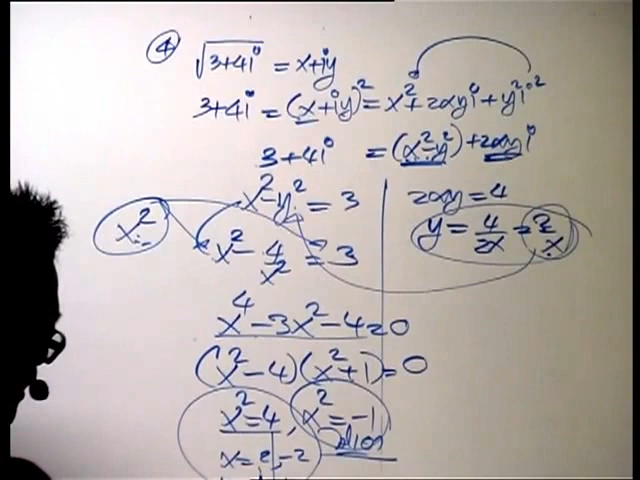 ④ √3+4i = x+iy
3+4i = (x+iy)² = x²+2xyi+y²i²
3+4i = (x²-y²)+2xyi
x²-y² = 3
2xy=4
y = 4/2x = 2/x
x²
x² - 4/x² = 3
x⁴-3x²-4=0
(x²-4)(x²+1)=0
x²=4, x²=-1
x=2,-2